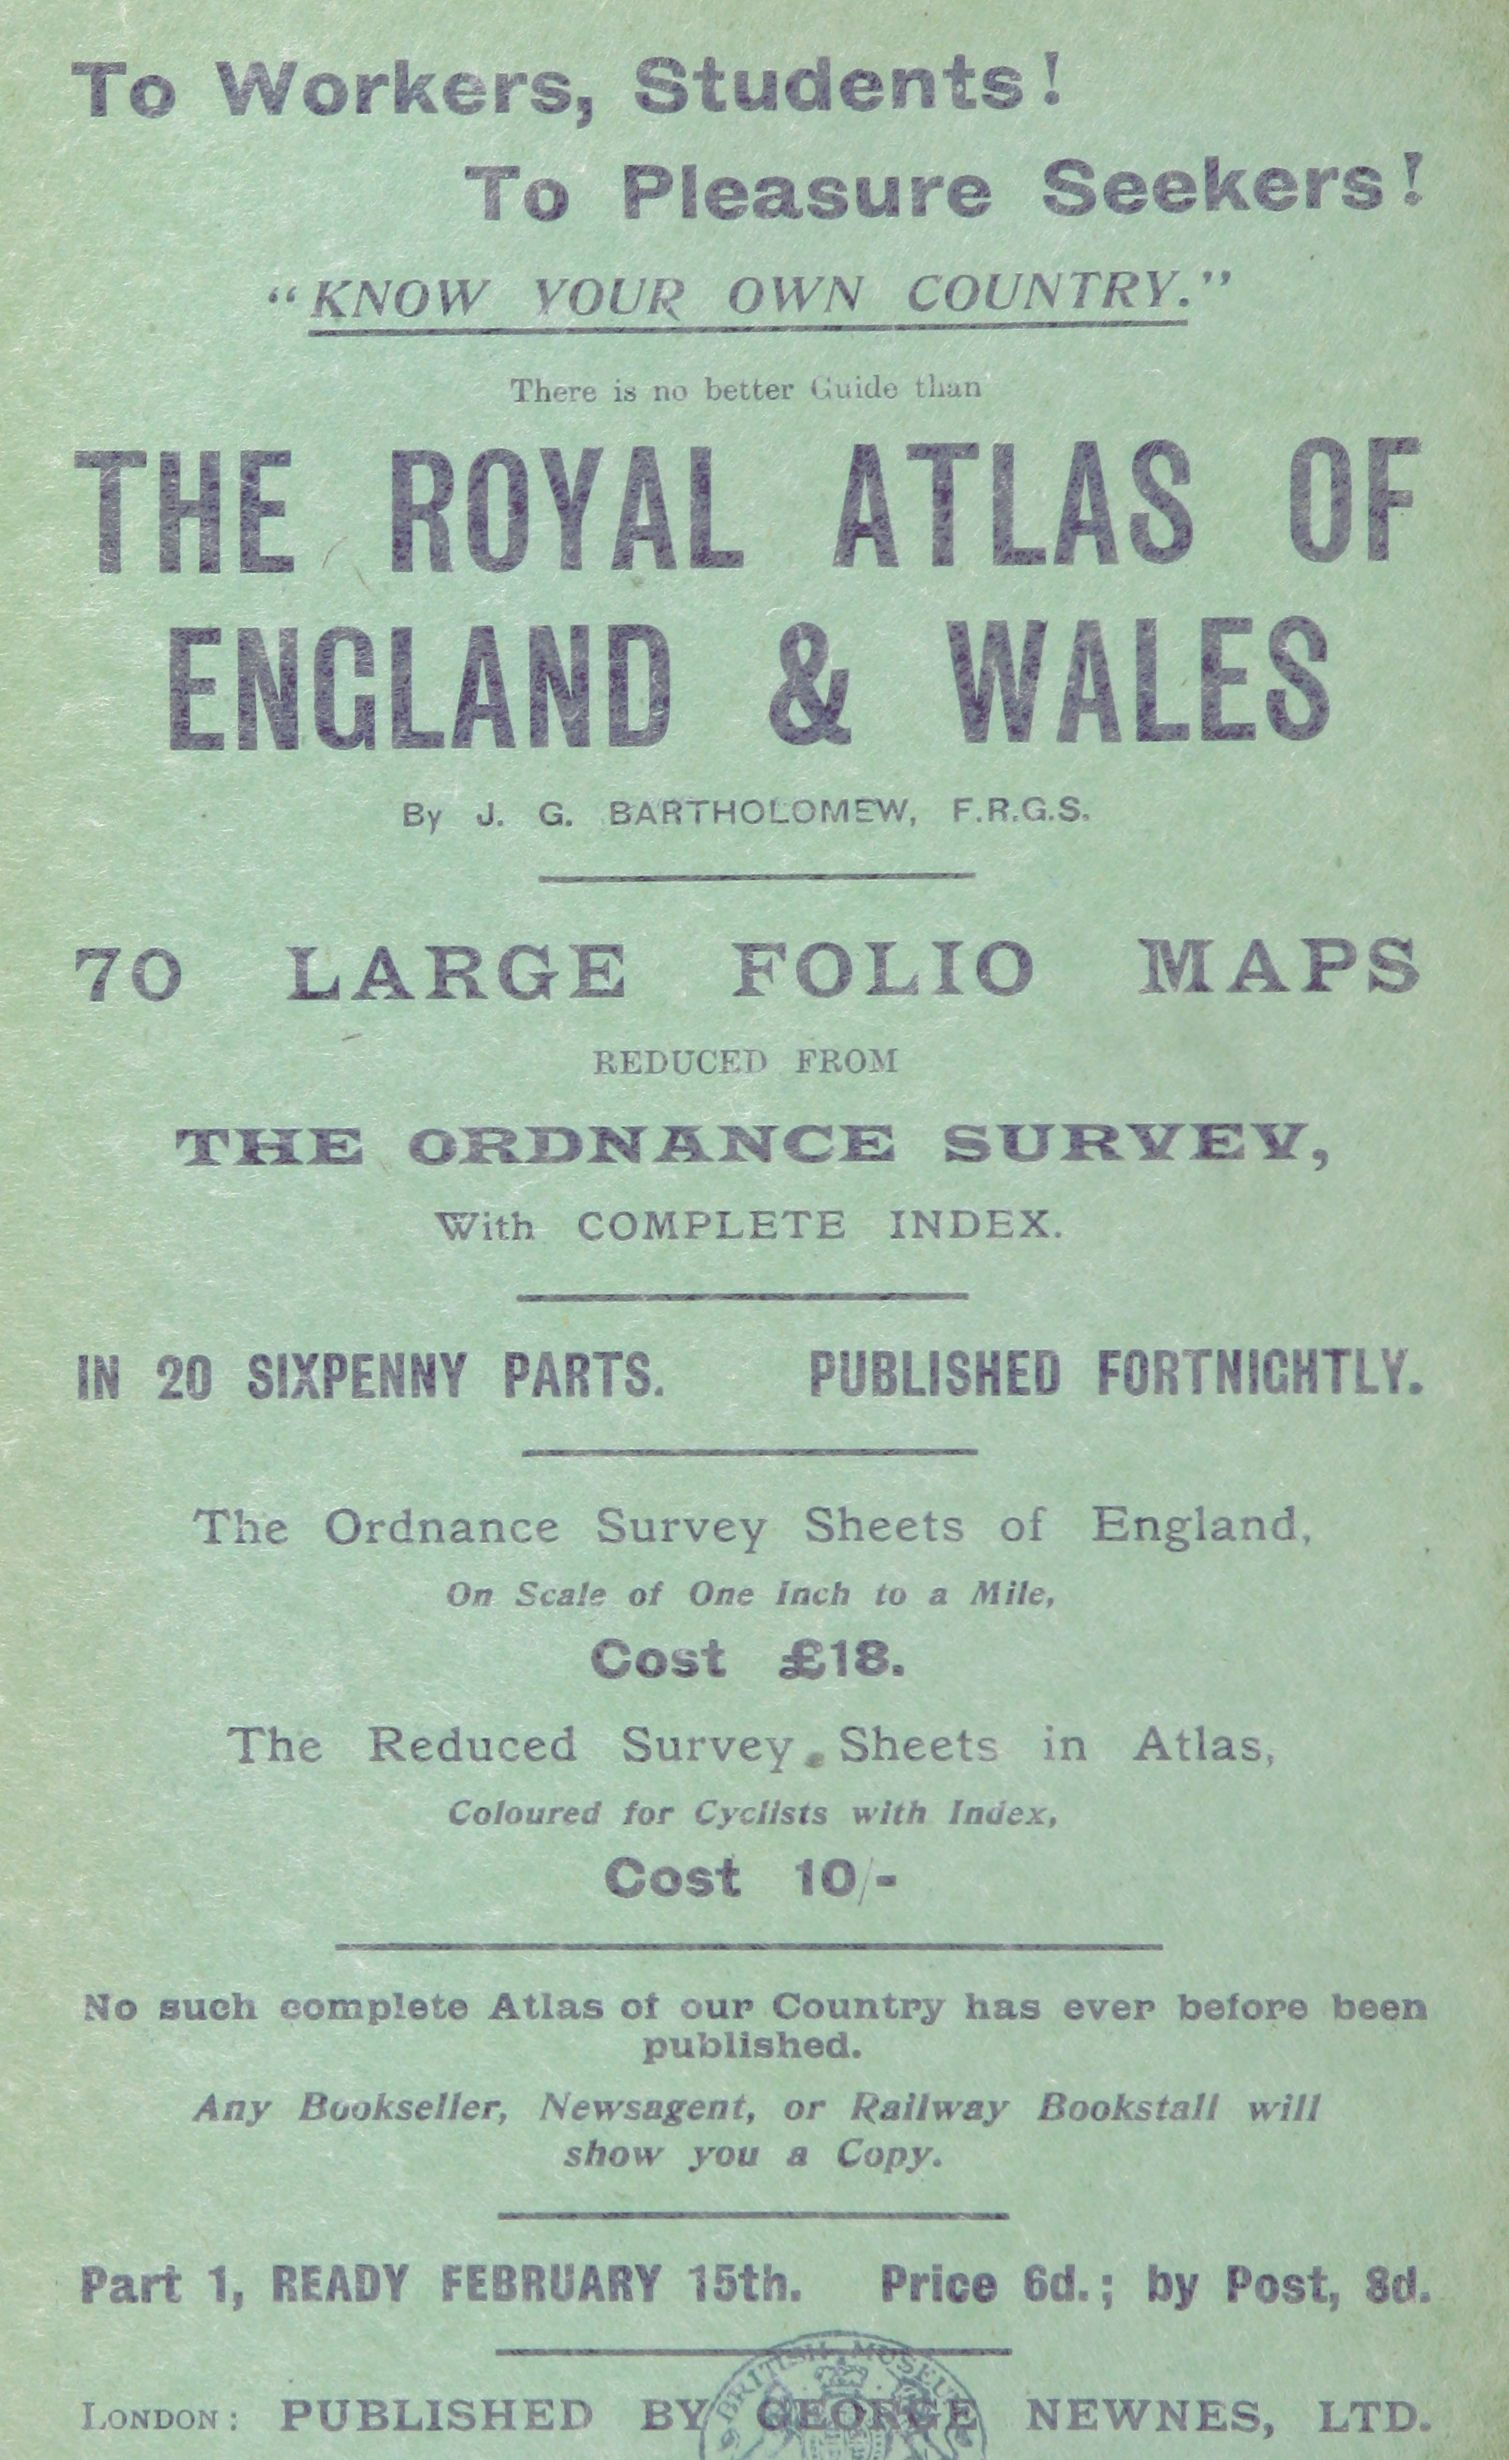 To Workers, Students!
To Pleasure Seekers!
"KNOW YOUR OWN COUNTRY."
There is no better Guide than
THE ROYAL ATLAS OF
ENGLAND & WALES
By J. G. BARTHOLOMEW, F.R.G.S.
70 LARGE FOLIO MAPS
REDUCED FROM
THE ORDNANCE SURVEY,
With COMPLETE INDEX.
IN 20 SIXPENNY PARTS. PUBLISHED FORTNIGHTLY.
The Ordnance Survey Sheets of England,
On Scale of One Inch to a Mile,
Cost £18.
The Reduced Survey Sheets in Atlas,
Coloured for Cyclists with Index,
Cost 10/-
No such complete Atlas of our Country has ever before been
published.
Any Bookseller, Newsagent, or Railway Bookstall will
show you a Copy.
Part 1, READY FEBRUARY 15th. Price 6d.; by Post, 8d.
BRITISH MUSEUM
LONDON: PUBLISHED BY GEORGE NEWNES, LTD.